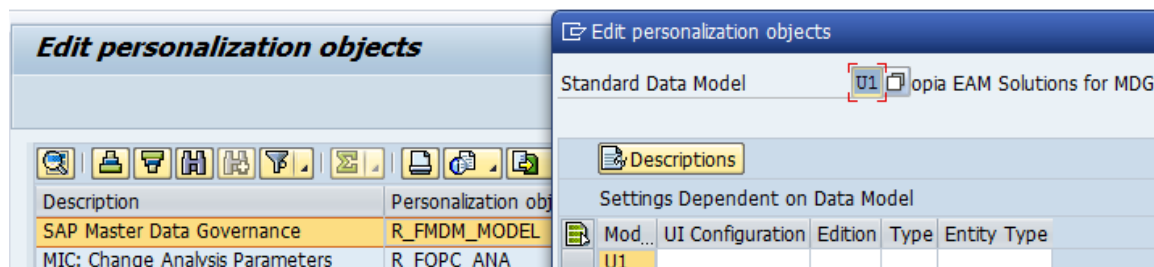 Edit personalization objects
Description Personalization obj
SAP Master Data Governance R_FMDM_MODEL
MIC: Change Analysis Parameters R_FOPC_ANA
Edit personalization objects
Standard Data Model U1 opia EAM Solutions for MDG
Descriptions
Settings Dependent on Data Model
Mod... UI Configuration Edition Type Entity Type
U1